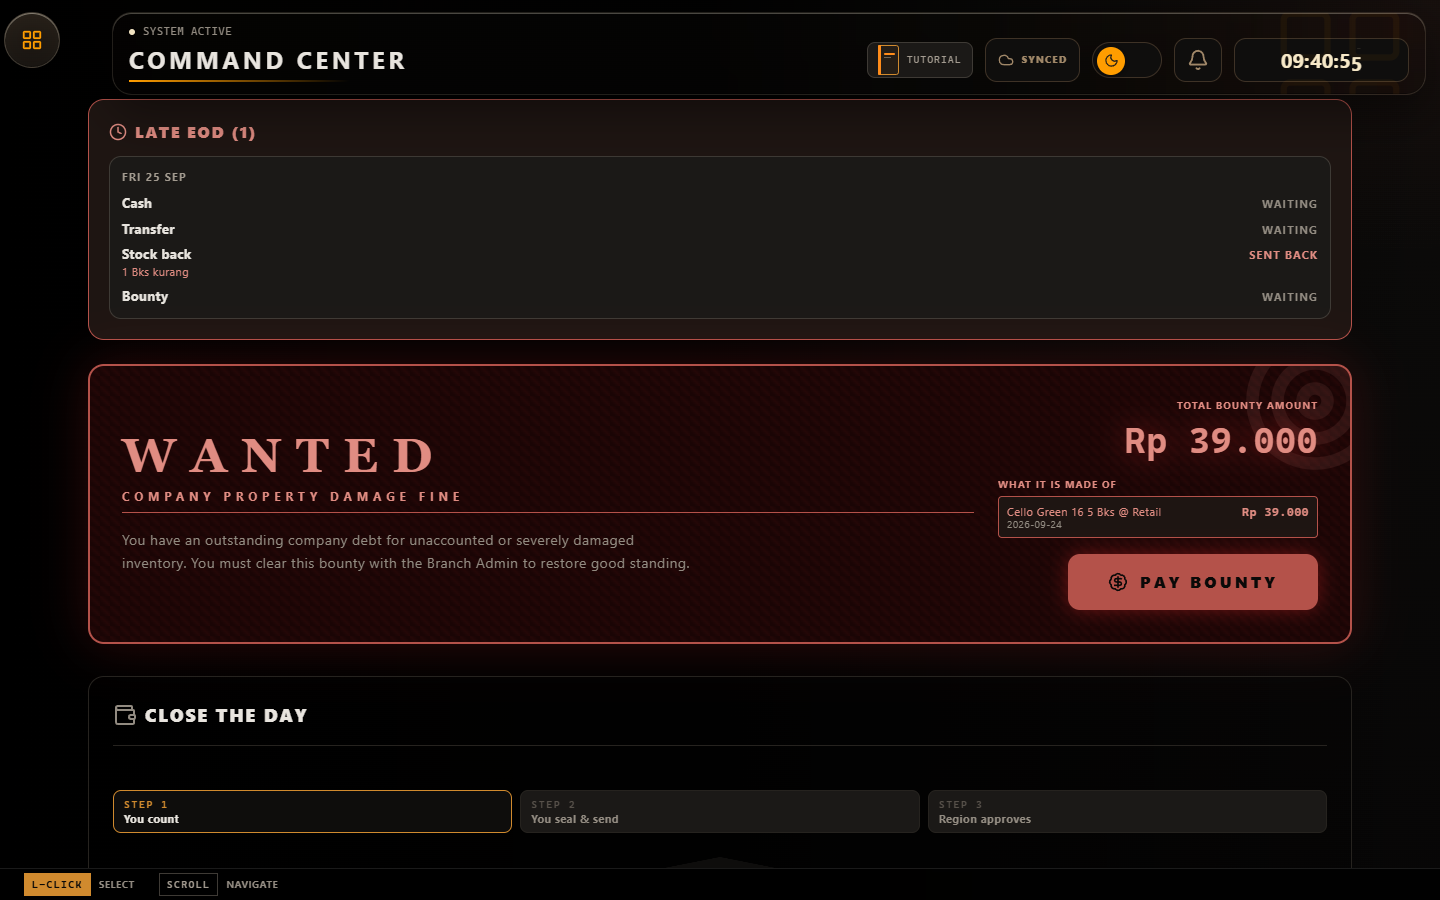 SYSTEM ACTIVE
COMMAND CENTER
TUTORIAL
SYNCED
09:40:55
LATE EOD (1)
FRI 25 SEP
Cash WAITING
Transfer WAITING
Stock back SENT BACK
1 Bks kurang
Bounty WAITING
WANTED
COMPANY PROPERTY DAMAGE FINE
You have an outstanding company debt for unaccounted or severely damaged
inventory. You must clear this bounty with the Branch Admin to restore good standing.
TOTAL BOUNTY AMOUNT
Rp 39.000
WHAT IT IS MADE OF
Cello Green 16 5 Bks @ Retail Rp 39.000
2026-09-24
PAY BOUNTY
CLOSE THE DAY
STEP 1
You count
STEP 2
You seal & send
STEP 3
Region approves
L-CLICK SELECT SCROLL NAVIGATE